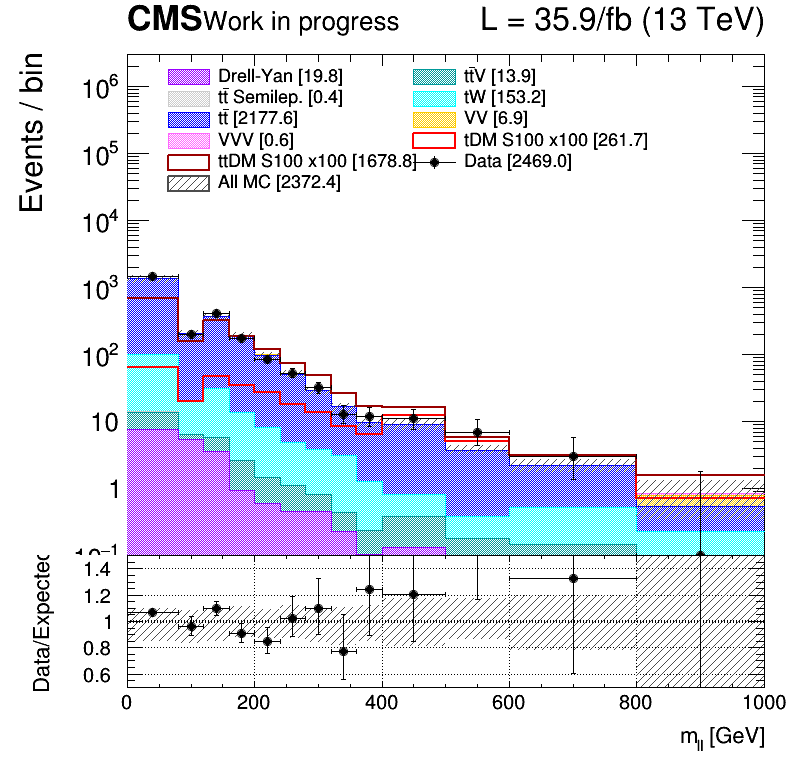 CMS Work in progress L = 35.9/fb (13 TeV)
Events / bin
Drell-Yan [19.8] tt̄V [13.9]
tt̄ Semilep. [0.4] tW [153.2]
tt̄ [2177.6] VV [6.9]
VVV [0.6] tDM S100 x100 [261.7]
ttDM S100 x100 [1678.8] Data [2469.0]
All MC [2372.4]
10⁶
10⁵
10⁴
10³
10²
10
1
10⁻¹
Data/Expected
1.4
1.2
1
0.8
0.6
0 200 400 600 800 1000
m_ll [GeV]